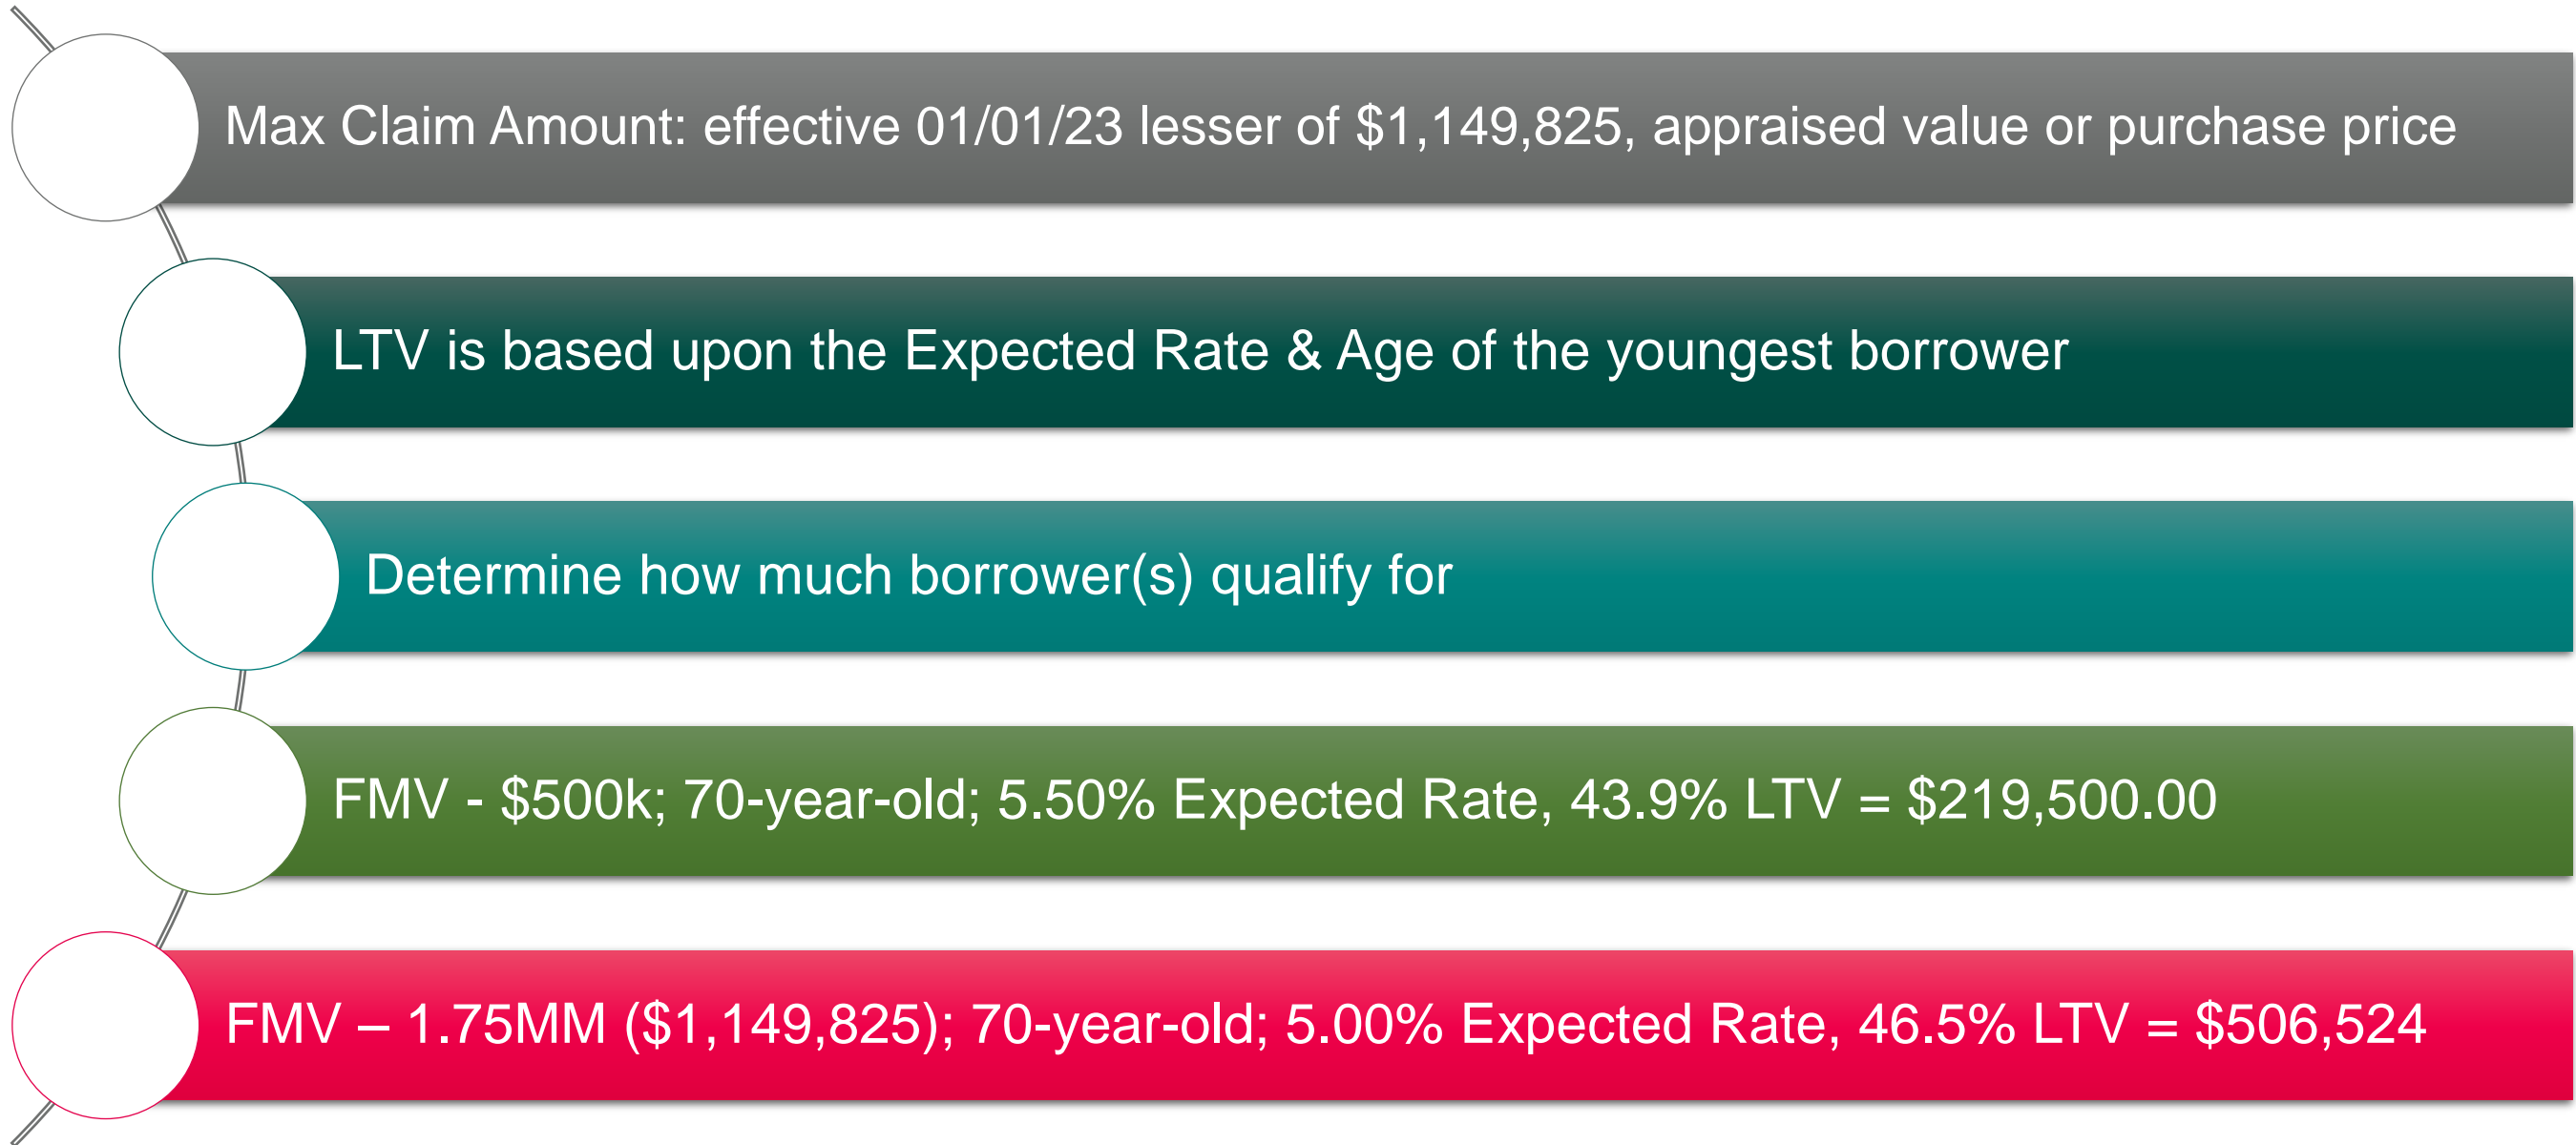 Max Claim Amount: effective 01/01/23 lesser of $1,149,825, appraised value or purchase price
LTV is based upon the Expected Rate & Age of the youngest borrower
Determine how much borrower(s) qualify for
FMV - $500k; 70-year-old; 5.50% Expected Rate, 43.9% LTV = $219,500.00
FMV – 1.75MM ($1,149,825); 70-year-old; 5.00% Expected Rate, 46.5% LTV = $506,524